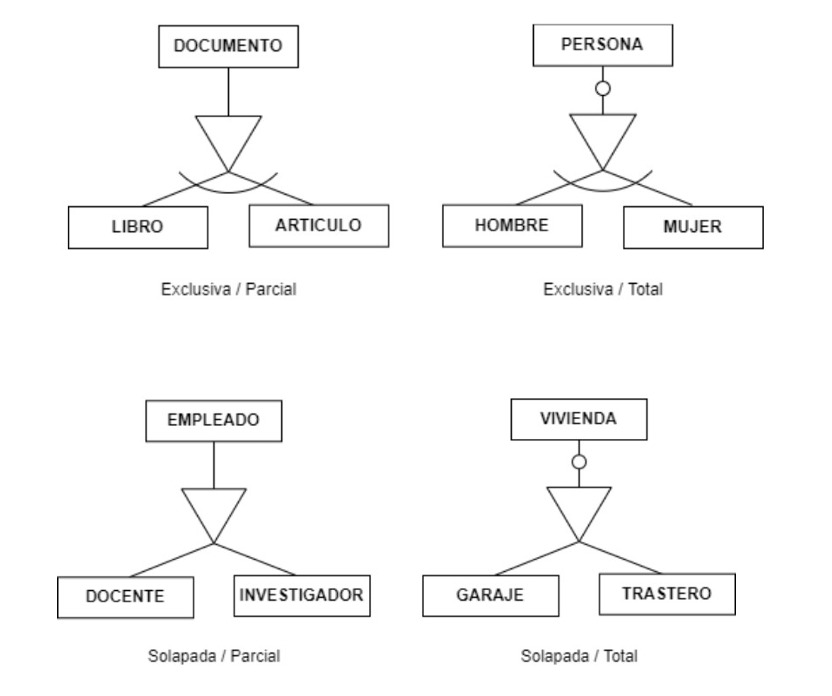 DOCUMENTO
PERSONA
LIBRO
ARTICULO
HOMBRE
MUJER
Exclusiva / Parcial
Exclusiva / Total
EMPLEADO
VIVIENDA
DOCENTE
INVESTIGADOR
GARAJE
TRASTERO
Solapada / Parcial
Solapada / Total